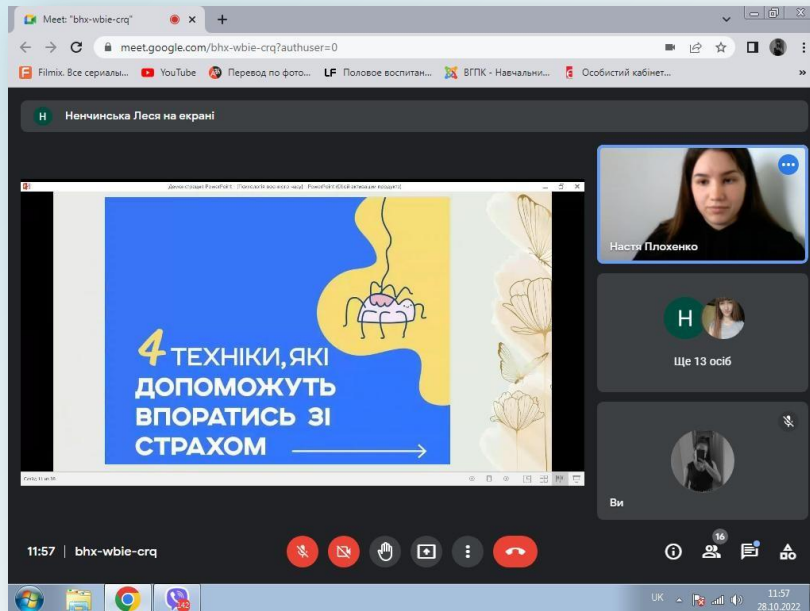 Meet: "bhx-wbie-crq"
meet.google.com/bhx-wbie-crq?authuser=0
Filmix. Все сериалы...
YouTube
Перевод по фото...
LF Половое воспитан...
ВГПК - Навчальни...
Особистий кабінет...
»
Н Ненчинська Леся на екрані
4 ТЕХНІКИ, ЯКІ
ДОПОМОЖУТЬ
ВПОРАТИСЬ ЗІ
СТРАХОМ
Настя Плохенко
Н
Ще 13 осіб
Ви
11:57 | bhx-wbie-crq
16
UK
11:57
28.10.2022